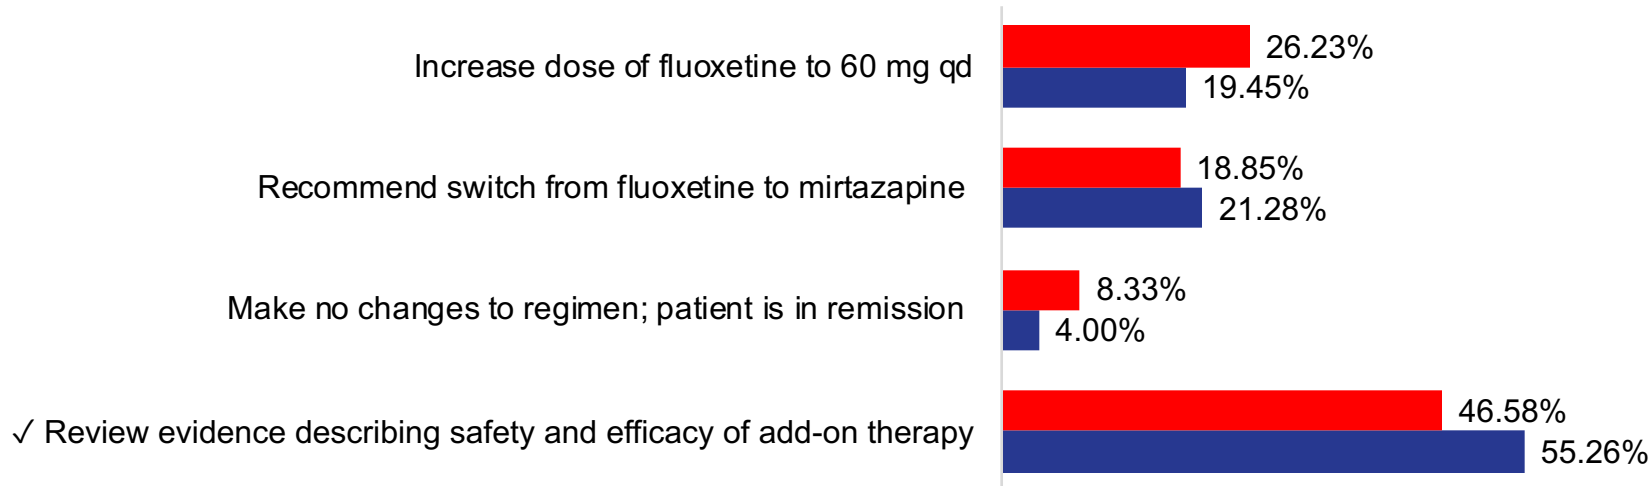 Increase dose of fluoxetine to 60 mg qd
26.23%
19.45%
Recommend switch from fluoxetine to mirtazapine
18.85%
21.28%
Make no changes to regimen; patient is in remission
8.33%
4.00%
✓ Review evidence describing safety and efficacy of add-on therapy
46.58%
55.26%